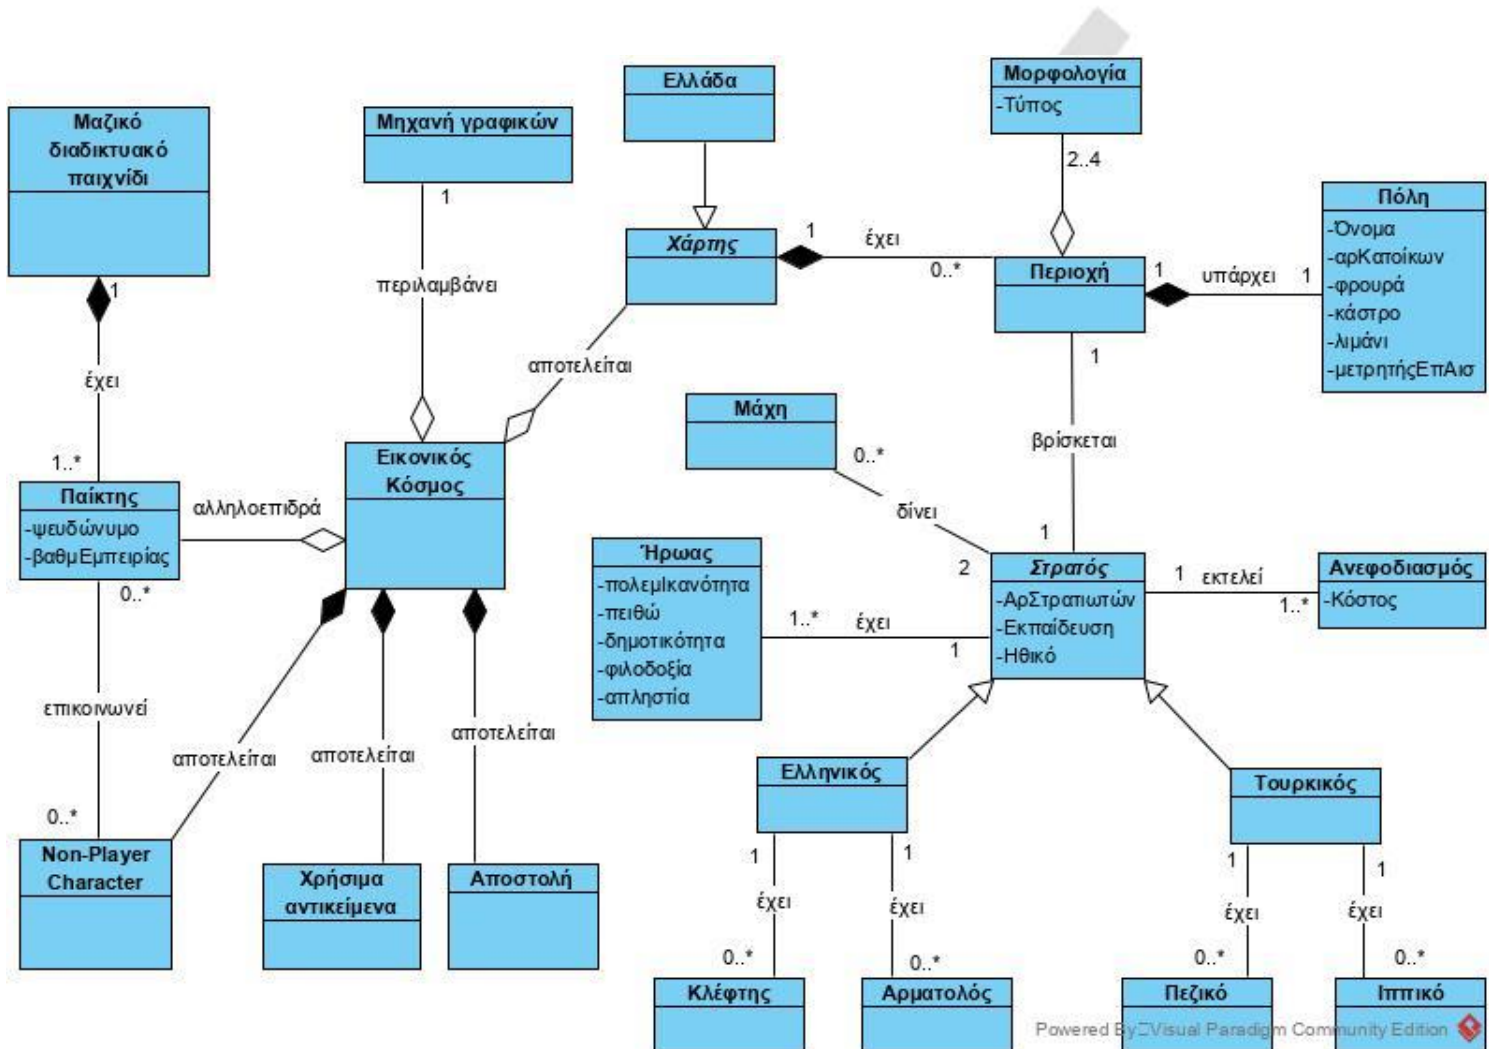 Μαζικό
διαδικτυακό
παιχνίδι
1
έχει
1..*
Παίκτης
-ψευδώνυμο
-βαθμΕμπειρίας
0..*
επικοινωνεί
0..*
Non-Player
Character
Μηχανή γραφικών
1
περιλαμβάνει
Εικονικός
Κόσμος
αλληλοεπιδρά
αποτελείται
αποτελείται
αποτελείται
αποτελείται
Χρήσιμα
αντικείμενα
Αποστολή
Ελλάδα
Χάρτης
1
έχει
0..*
Μορφολογία
-Τύπος
2..4
Περιοχή
1
υπάρχει
1
Πόλη
-Όνομα
-αρΚατοίκων
-φρουρά
-κάστρο
-λιμάνι
-μετρητήςΕπΑισ
1
βρίσκεται
1
Μάχη
0..*
δίνει
2
Ήρωας
-πολεμΙκανότητα
-πειθώ
-δημοτικότητα
-φιλοδοξία
-απληστία
1..*
έχει
1
Στρατός
-ΑρΣτρατιωτών
-Εκπαίδευση
-Ηθικό
1
εκτελεί
1..*
Ανεφοδιασμός
-Κόστος
Ελληνικός
1
έχει
0..*
1
έχει
0..*
Κλέφτης
Αρματολός
Τουρκικός
1
έχει
0..*
1
έχει
0..*
Πεζικό
Ιππικό
Powered By Visual Paradigm Community Edition